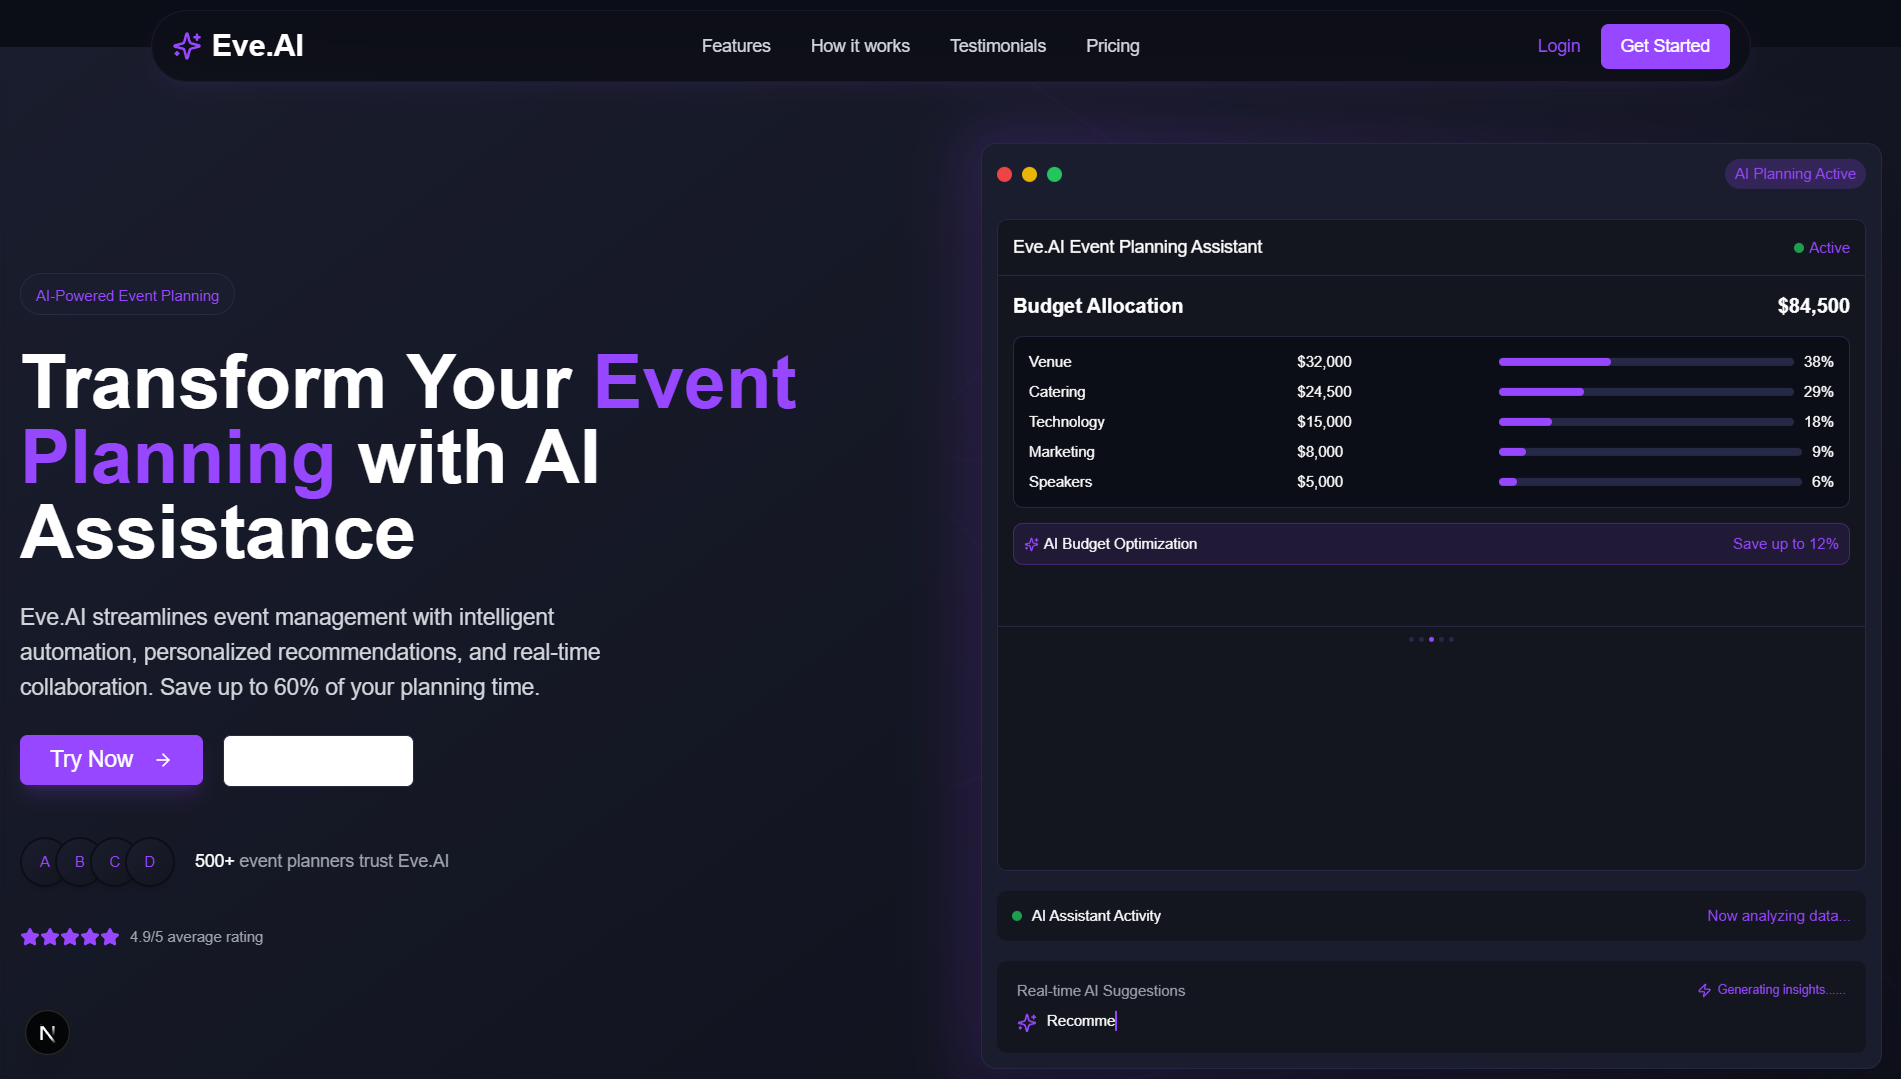 Eve.AI
Features
How it works
Testimonials
Pricing
Login
Get Started
AI-Powered Event Planning
Transform Your Event
Planning with AI
Assistance
Eve.AI streamlines event management with intelligent
automation, personalized recommendations, and real-time
collaboration. Save up to 60% of your planning time.
Try Now
A B C D
500+ event planners trust Eve.AI
4.9/5 average rating
N
AI Planning Active
Eve.AI Event Planning Assistant
Active
Budget Allocation $84,500
Venue $32,000 38%
Catering $24,500 29%
Technology $15,000 18%
Marketing $8,000 9%
Speakers $5,000 6%
AI Budget Optimization Save up to 12%
AI Assistant Activity Now analyzing data...
Real-time AI Suggestions Generating insights......
Recomme